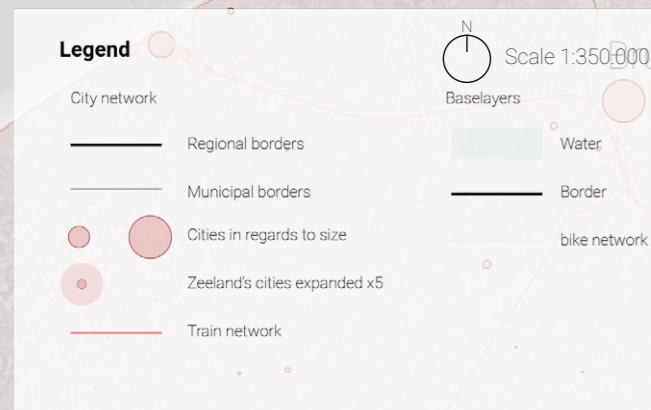 N
Legend
Scale 1:350.000
City network
Baselayers
Regional borders
Water
Municipal borders
Border
Cities in regards to size
bike network
Zeeland's cities expanded x5
Train network